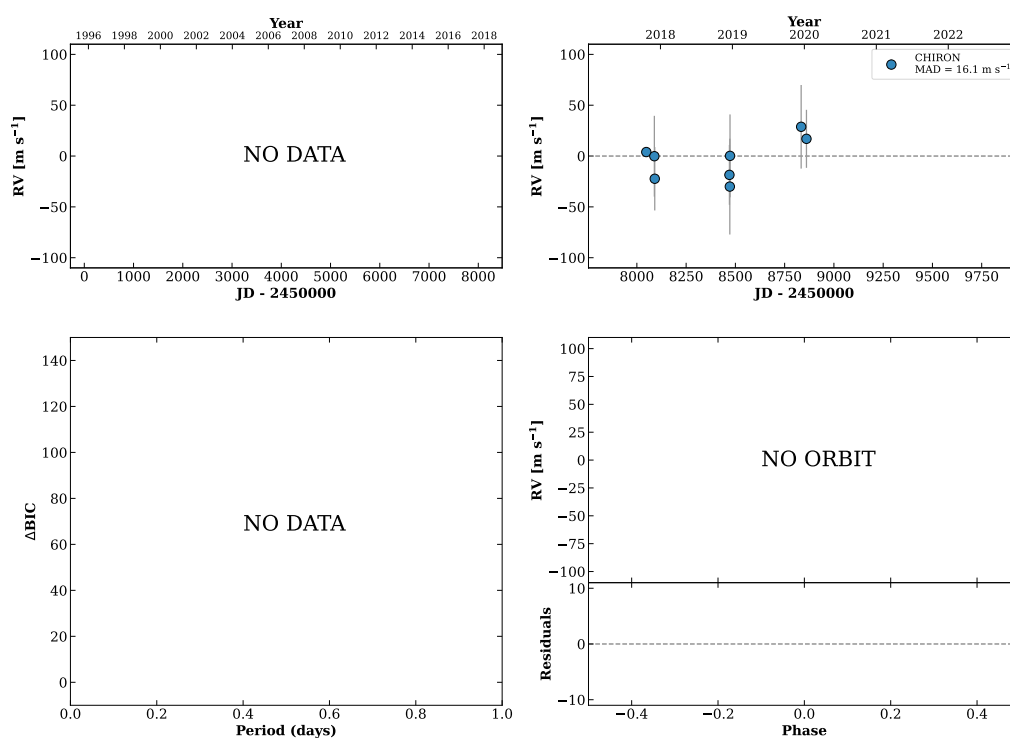 Year
1996 1998 2000 2002 2004 2006 2008 2010 2012 2014 2016 2018
100
50
0
−50
−100
RV [m s⁻¹]
NO DATA
0 1000 2000 3000 4000 5000 6000 7000 8000
JD - 2450000
Year
2018 2019 2020 2021 2022
100
50
0
−50
−100
RV [m s⁻¹]
CHIRON
MAD = 16.1 m s⁻¹
8000 8250 8500 8750 9000 9250 9500 9750
JD - 2450000
140
120
100
80
60
40
20
0
ΔBIC
NO DATA
0.0 0.2 0.4 0.6 0.8 1.0
Period (days)
100
75
50
25
0
−25
−50
−75
−100
RV [m s⁻¹]
NO ORBIT
10
0
−10
Residuals
−0.4 −0.2 0.0 0.2 0.4
Phase